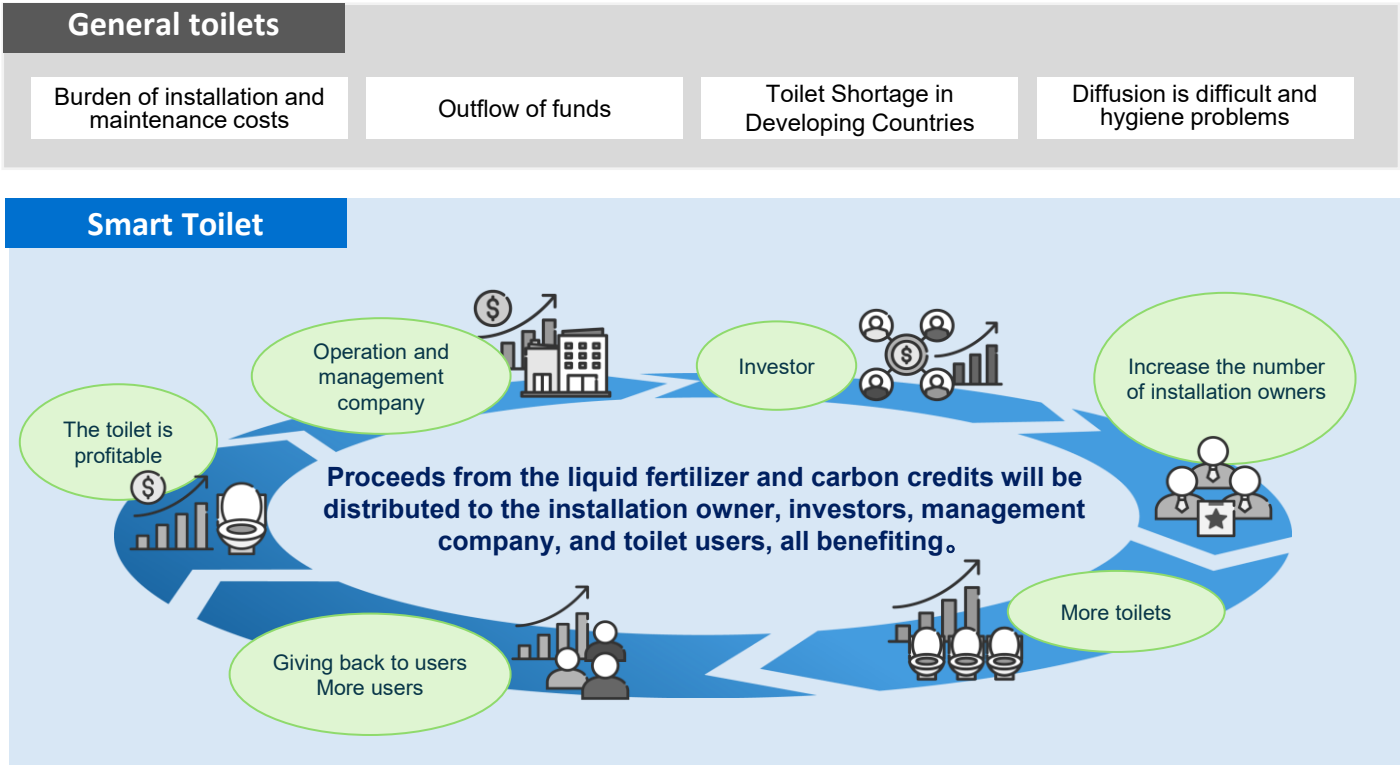 General toilets
Burden of installation and
maintenance costs
Outflow of funds
Toilet Shortage in
Developing Countries
Diffusion is difficult and
hygiene problems
Smart Toilet
Operation and
management
company
Investor
Increase the number
of installation owners
The toilet is
profitable
Proceeds from the liquid fertilizer and carbon credits will be
distributed to the installation owner, investors, management
company, and toilet users, all benefiting。
More toilets
Giving back to users
More users